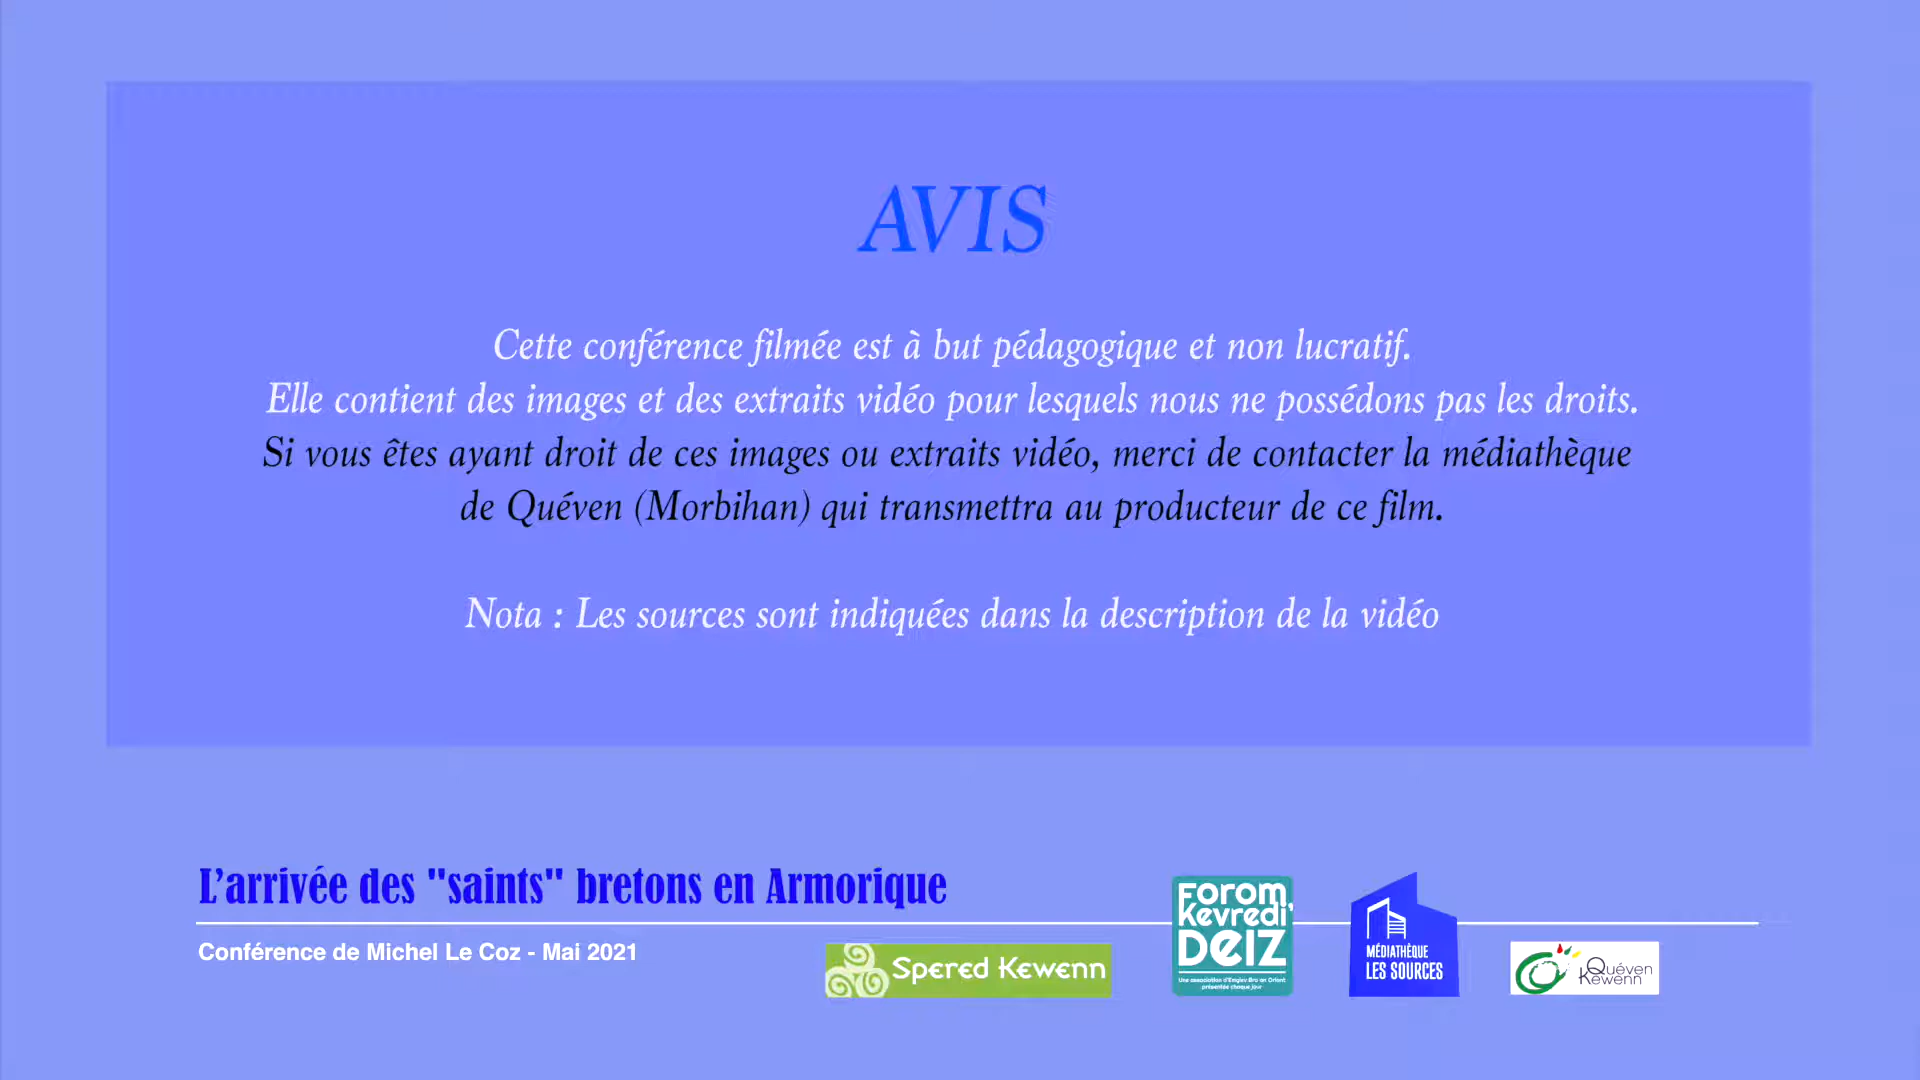 AVIS
Cette conférence filmée est à but pédagogique et non lucratif.
Elle contient des images et des extraits vidéo pour lesquels nous ne possédons pas les droits.
Si vous êtes ayant droit de ces images ou extraits vidéo, merci de contacter la médiathèque
de Quéven (Morbihan) qui transmettra au producteur de ce film.
Nota : Les sources sont indiquées dans la description de la vidéo
L'arrivée des "saints" bretons en Armorique
Conférence de Michel Le Coz - Mai 2021
Spered Kewenn
Forom
Kevredi'
Deiz
MÉDIATHÈQUE
LES SOURCES
Quéven
Kewenn